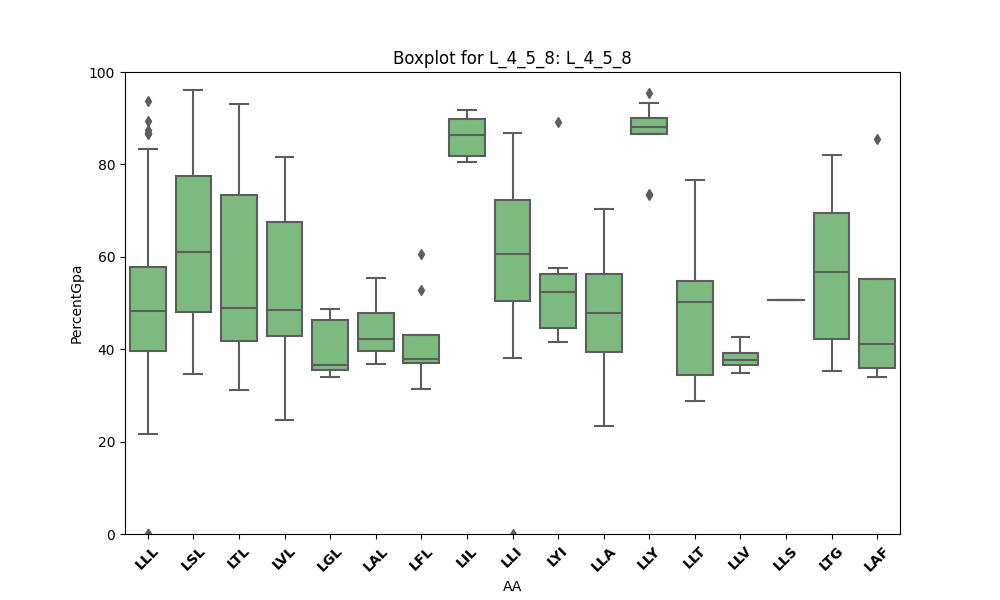 Boxplot for L_4_5_8: L_4_5_8
100
80
60
40
20
0
PercentGpa
LLL LSL LTL LVL LGL LAL LFL LIL LLI LYI LLA LLY LLT LLV LLS LTG LAF
AA